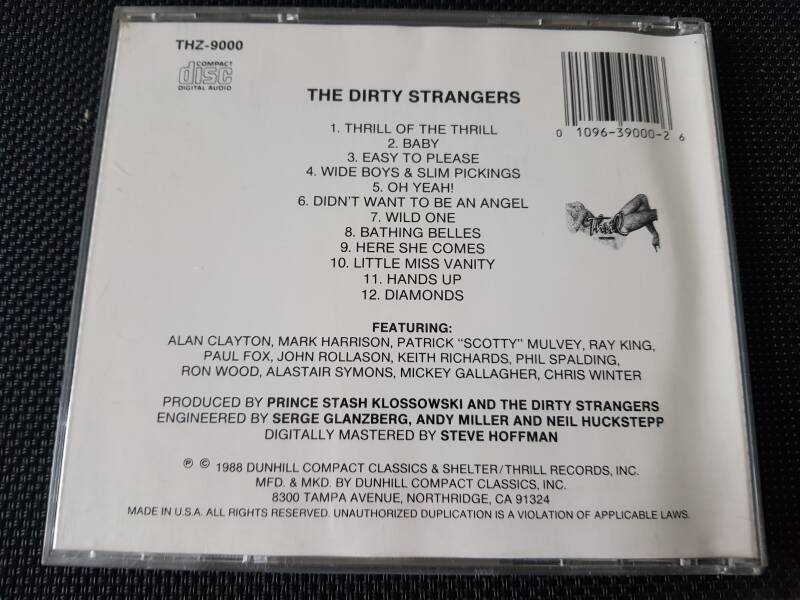 THZ-9000
COMPACT
disc
DIGITAL AUDIO
THE DIRTY STRANGERS
0 1096-39000-2 6
1. THRILL OF THE THRILL
2. BABY
3. EASY TO PLEASE
4. WIDE BOYS & SLIM PICKINGS
5. OH YEAH!
6. DIDN'T WANT TO BE AN ANGEL
7. WILD ONE
8. BATHING BELLES
9. HERE SHE COMES
10. LITTLE MISS VANITY
11. HANDS UP
12. DIAMONDS
Thrill
FEATURING:
ALAN CLAYTON, MARK HARRISON, PATRICK "SCOTTY" MULVEY, RAY KING,
PAUL FOX, JOHN ROLLASON, KEITH RICHARDS, PHIL SPALDING,
RON WOOD, ALASTAIR SYMONS, MICKEY GALLAGHER, CHRIS WINTER
PRODUCED BY PRINCE STASH KLOSSOWSKI AND THE DIRTY STRANGERS
ENGINEERED BY SERGE GLANZBERG, ANDY MILLER AND NEIL HUCKSTEPP
DIGITALLY MASTERED BY STEVE HOFFMAN
℗ © 1988 DUNHILL COMPACT CLASSICS & SHELTER/THRILL RECORDS, INC.
MFD. & MKD. BY DUNHILL COMPACT CLASSICS, INC.
8300 TAMPA AVENUE, NORTHRIDGE, CA 91324
MADE IN U.S.A. ALL RIGHTS RESERVED. UNAUTHORIZED DUPLICATION IS A VIOLATION OF APPLICABLE LAWS.